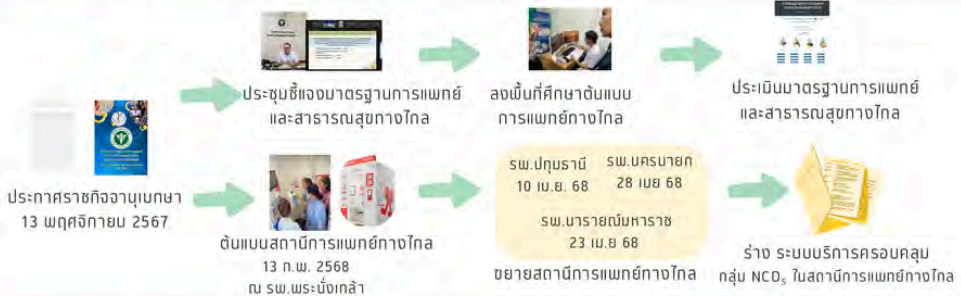 ประชุมชี้แจงมาตรฐานการแพทย์
และสาธารณสุขทางไกล
ลงพื้นที่ศึกษาต้นแบบ
การแพทย์ทางไกล
ประเมินมาตรฐานการแพทย์
และสาธารณสุขทางไกล
ประกาศราชกิจจานุเบกษา
13 พฤศจิกายน 2567
ต้นแบบสถานีการแพทย์ทางไกล
13 ก.พ. 2568
ณ รพ.พระนั่งเกล้า
รพ.ปทุมธานี
10 เม.ย. 68
รพ.นครนายก
28 เมย 68
รพ.นารายณ์มหาราช
23 เม.ย 68
ขยายสถานีการแพทย์ทางไกล
ร่าง ระบบบริการครอบคลุม
กลุ่ม NCDs ในสถานีการแพทย์ทางไกล